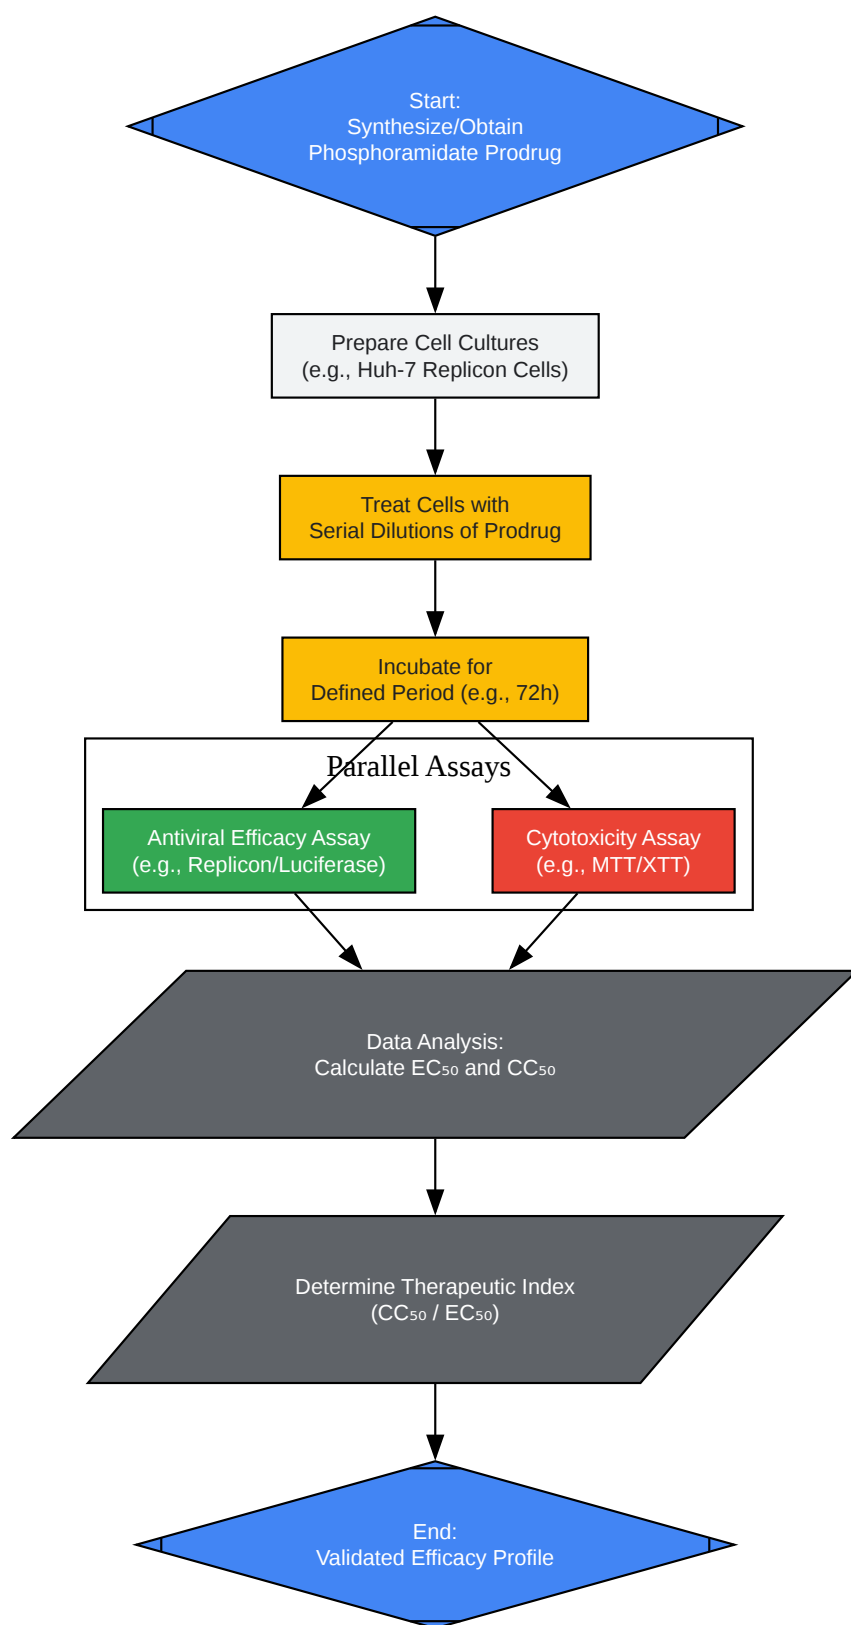 Start:
Synthesize/Obtain
Phosphoramidate Prodrug
Prepare Cell Cultures
(e.g., Huh-7 Replicon Cells)
Treat Cells with
Serial Dilutions of Prodrug
Incubate for
Defined Period (e.g., 72h)
Parallel Assays
Antiviral Efficacy Assay
(e.g., Replicon/Luciferase)
Cytotoxicity Assay
(e.g., MTT/XTT)
Data Analysis:
Calculate EC₅₀ and CC₅₀
Determine Therapeutic Index
(CC₅₀ / EC₅₀)
End:
Validated Efficacy Profile